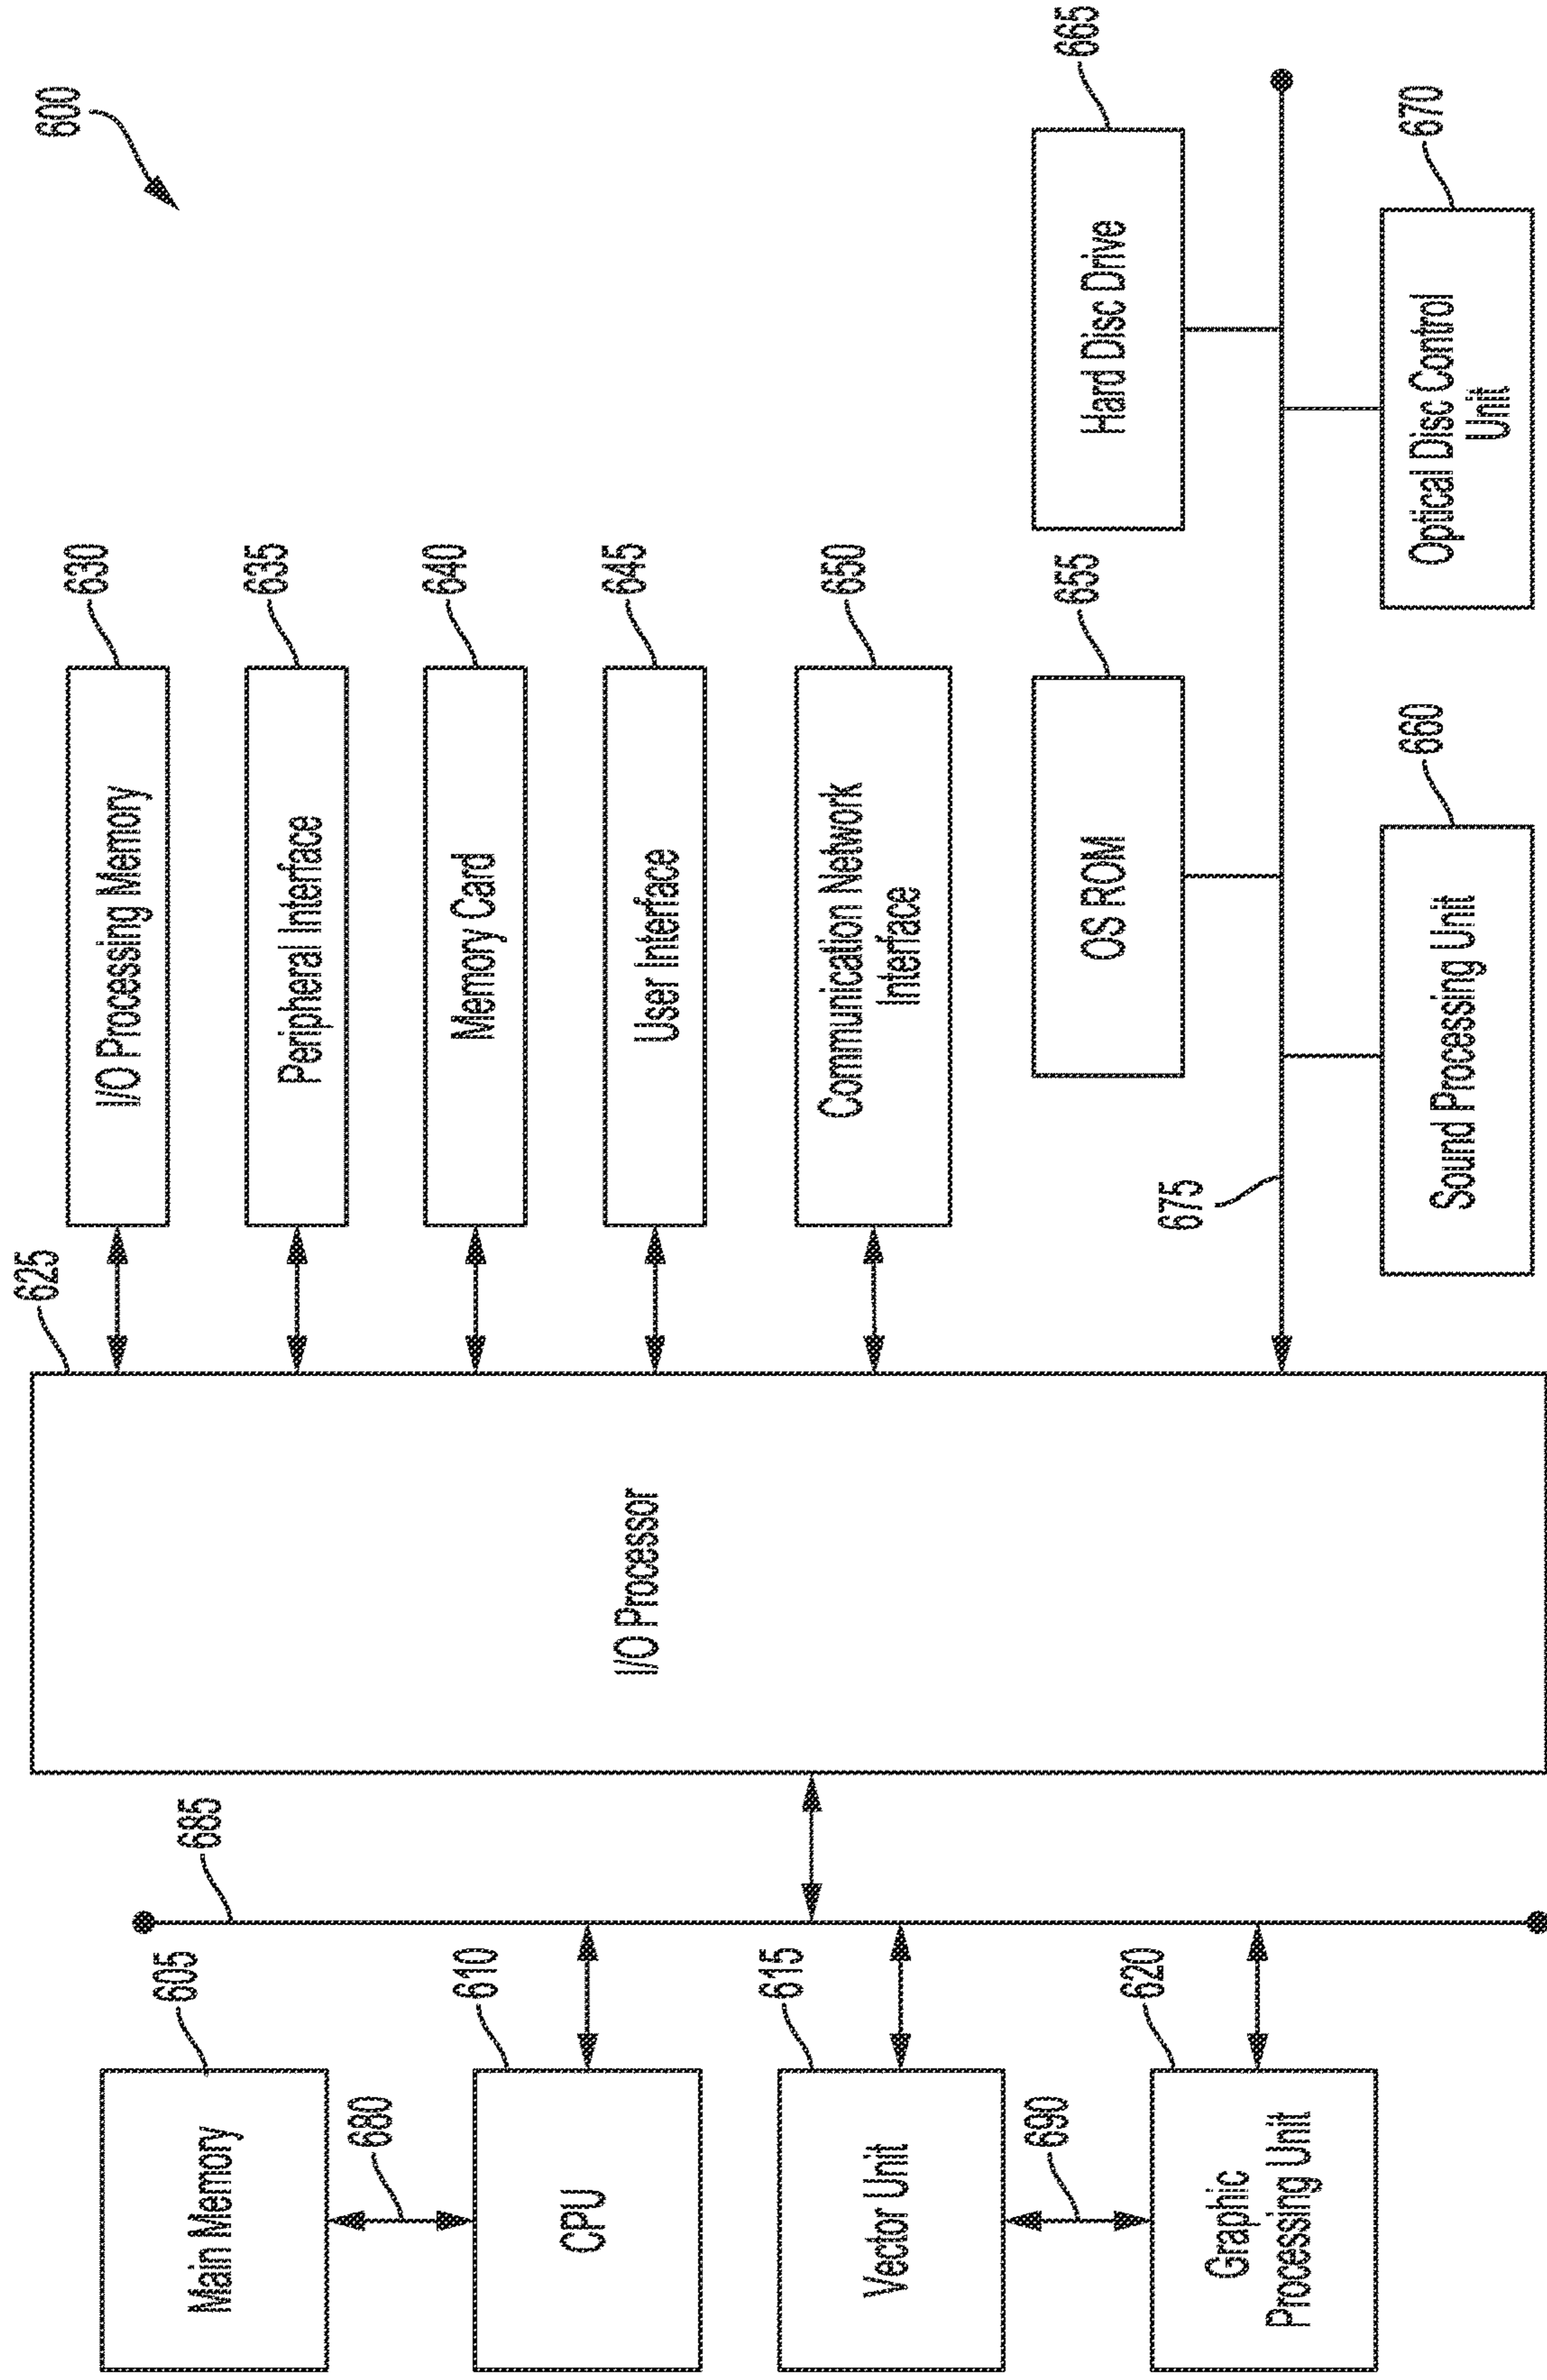 600
605
Main Memory
680
610
CPU
615
Vector Unit
690
620
Graphic
Processing Unit
685
625
I/O Processor
630
I/O Processing Memory
635
Peripheral Interface
640
Memory Card
645
User Interface
650
Communication Network
Interface
655
OS ROM
665
Hard Disc Drive
675
660
Sound Processing Unit
670
Optical Disc Control
Unit